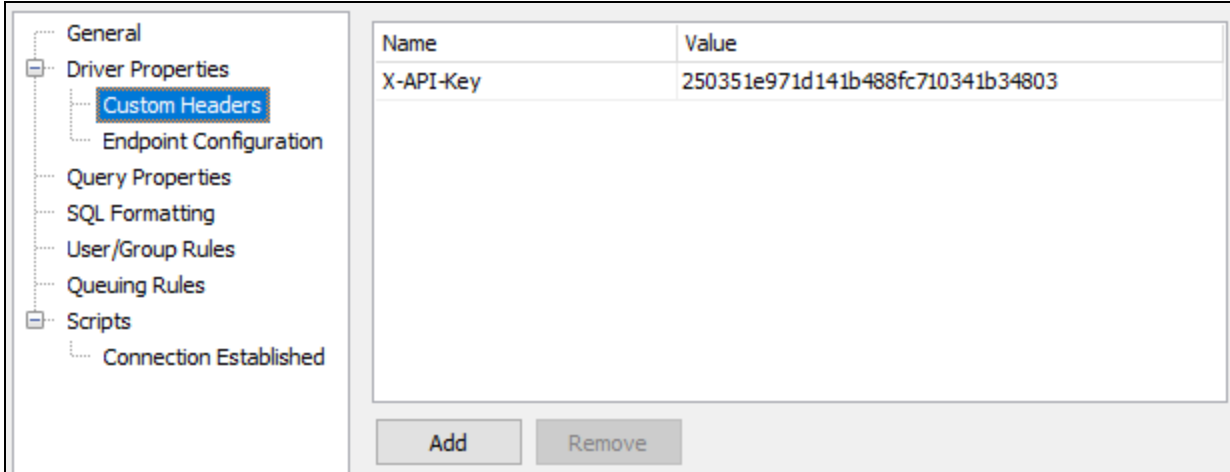 General
Driver Properties
Custom Headers
Endpoint Configuration
Query Properties
SQL Formatting
User/Group Rules
Queuing Rules
Scripts
Connection Established
Name Value
X-API-Key 250351e971d141b488fc710341b34803
Add Remove